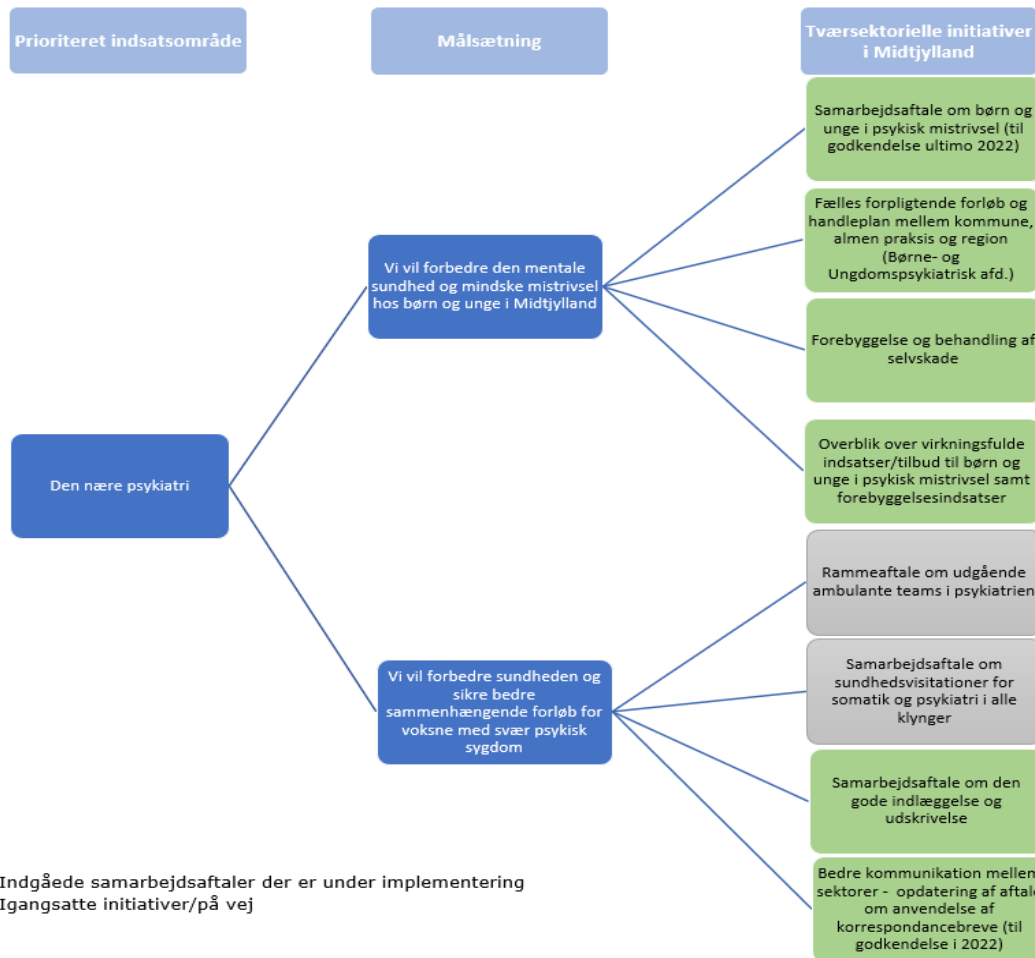 Prioriteret indsatsområde
Målsætning
Tværsektorielle initiativer
i Midtjylland
Samarbejdsaftale om børn og
unge i psykisk mistrivsel (til
godkendelse ultimo 2022)
Fælles forpligtende forløb og
handleplan mellem kommune,
almen praksis og region
(Børne- og
Ungdomspsykiatrisk afd.)
Vi vil forbedre den mentale
sundhed og mindske mistrivsel
hos børn og unge i Midtjylland
Forebyggelse og behandling af
selvskade
Overblik over virkningsfulde
indsatser/tilbud til børn og
unge i psykisk mistrivsel samt
forebyggelsesindsatser
Den nære psykiatri
Rammeaftale om udgående
ambulante teams i psykiatrien
Vi vil forbedre sundheden og
sikre bedre
sammenhængende forløb for
voksne med svær psykisk
sygdom
Samarbejdsaftale om
sundhedsvisitationer for
somatik og psykiatri i alle
klynger
Samarbejdsaftale om den
gode indlæggelse og
udskrivelse
Bedre kommunikation mellem
sektorer - opdatering af aftale
om anvendelse af
korrespondancebreve (til
godkendelse i 2022)
Indgåede samarbejdsaftaler der er under implementering
Igangsatte initiativer/på vej